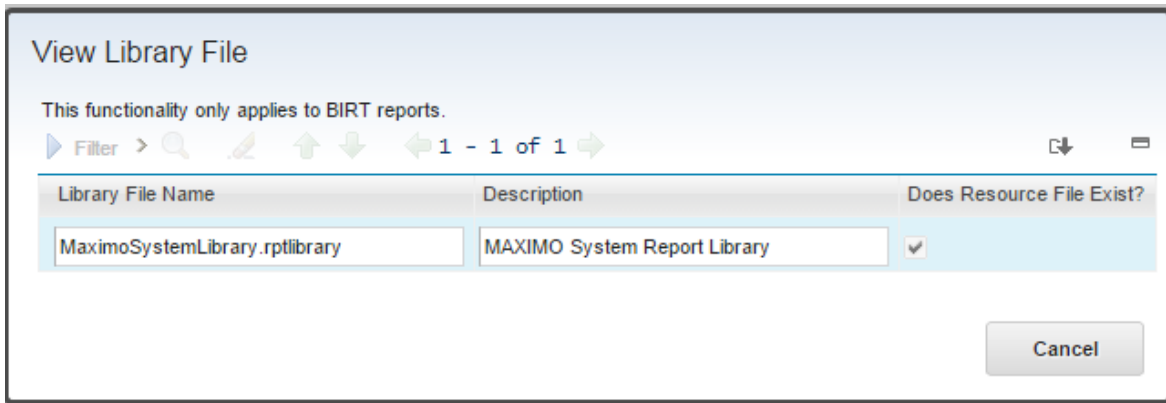 View Library File
This functionality only applies to BIRT reports.
Filter > 1 - 1 of 1
Library File Name Description Does Resource File Exist?
MaximoSystemLibrary.rptlibrary MAXIMO System Report Library
Cancel